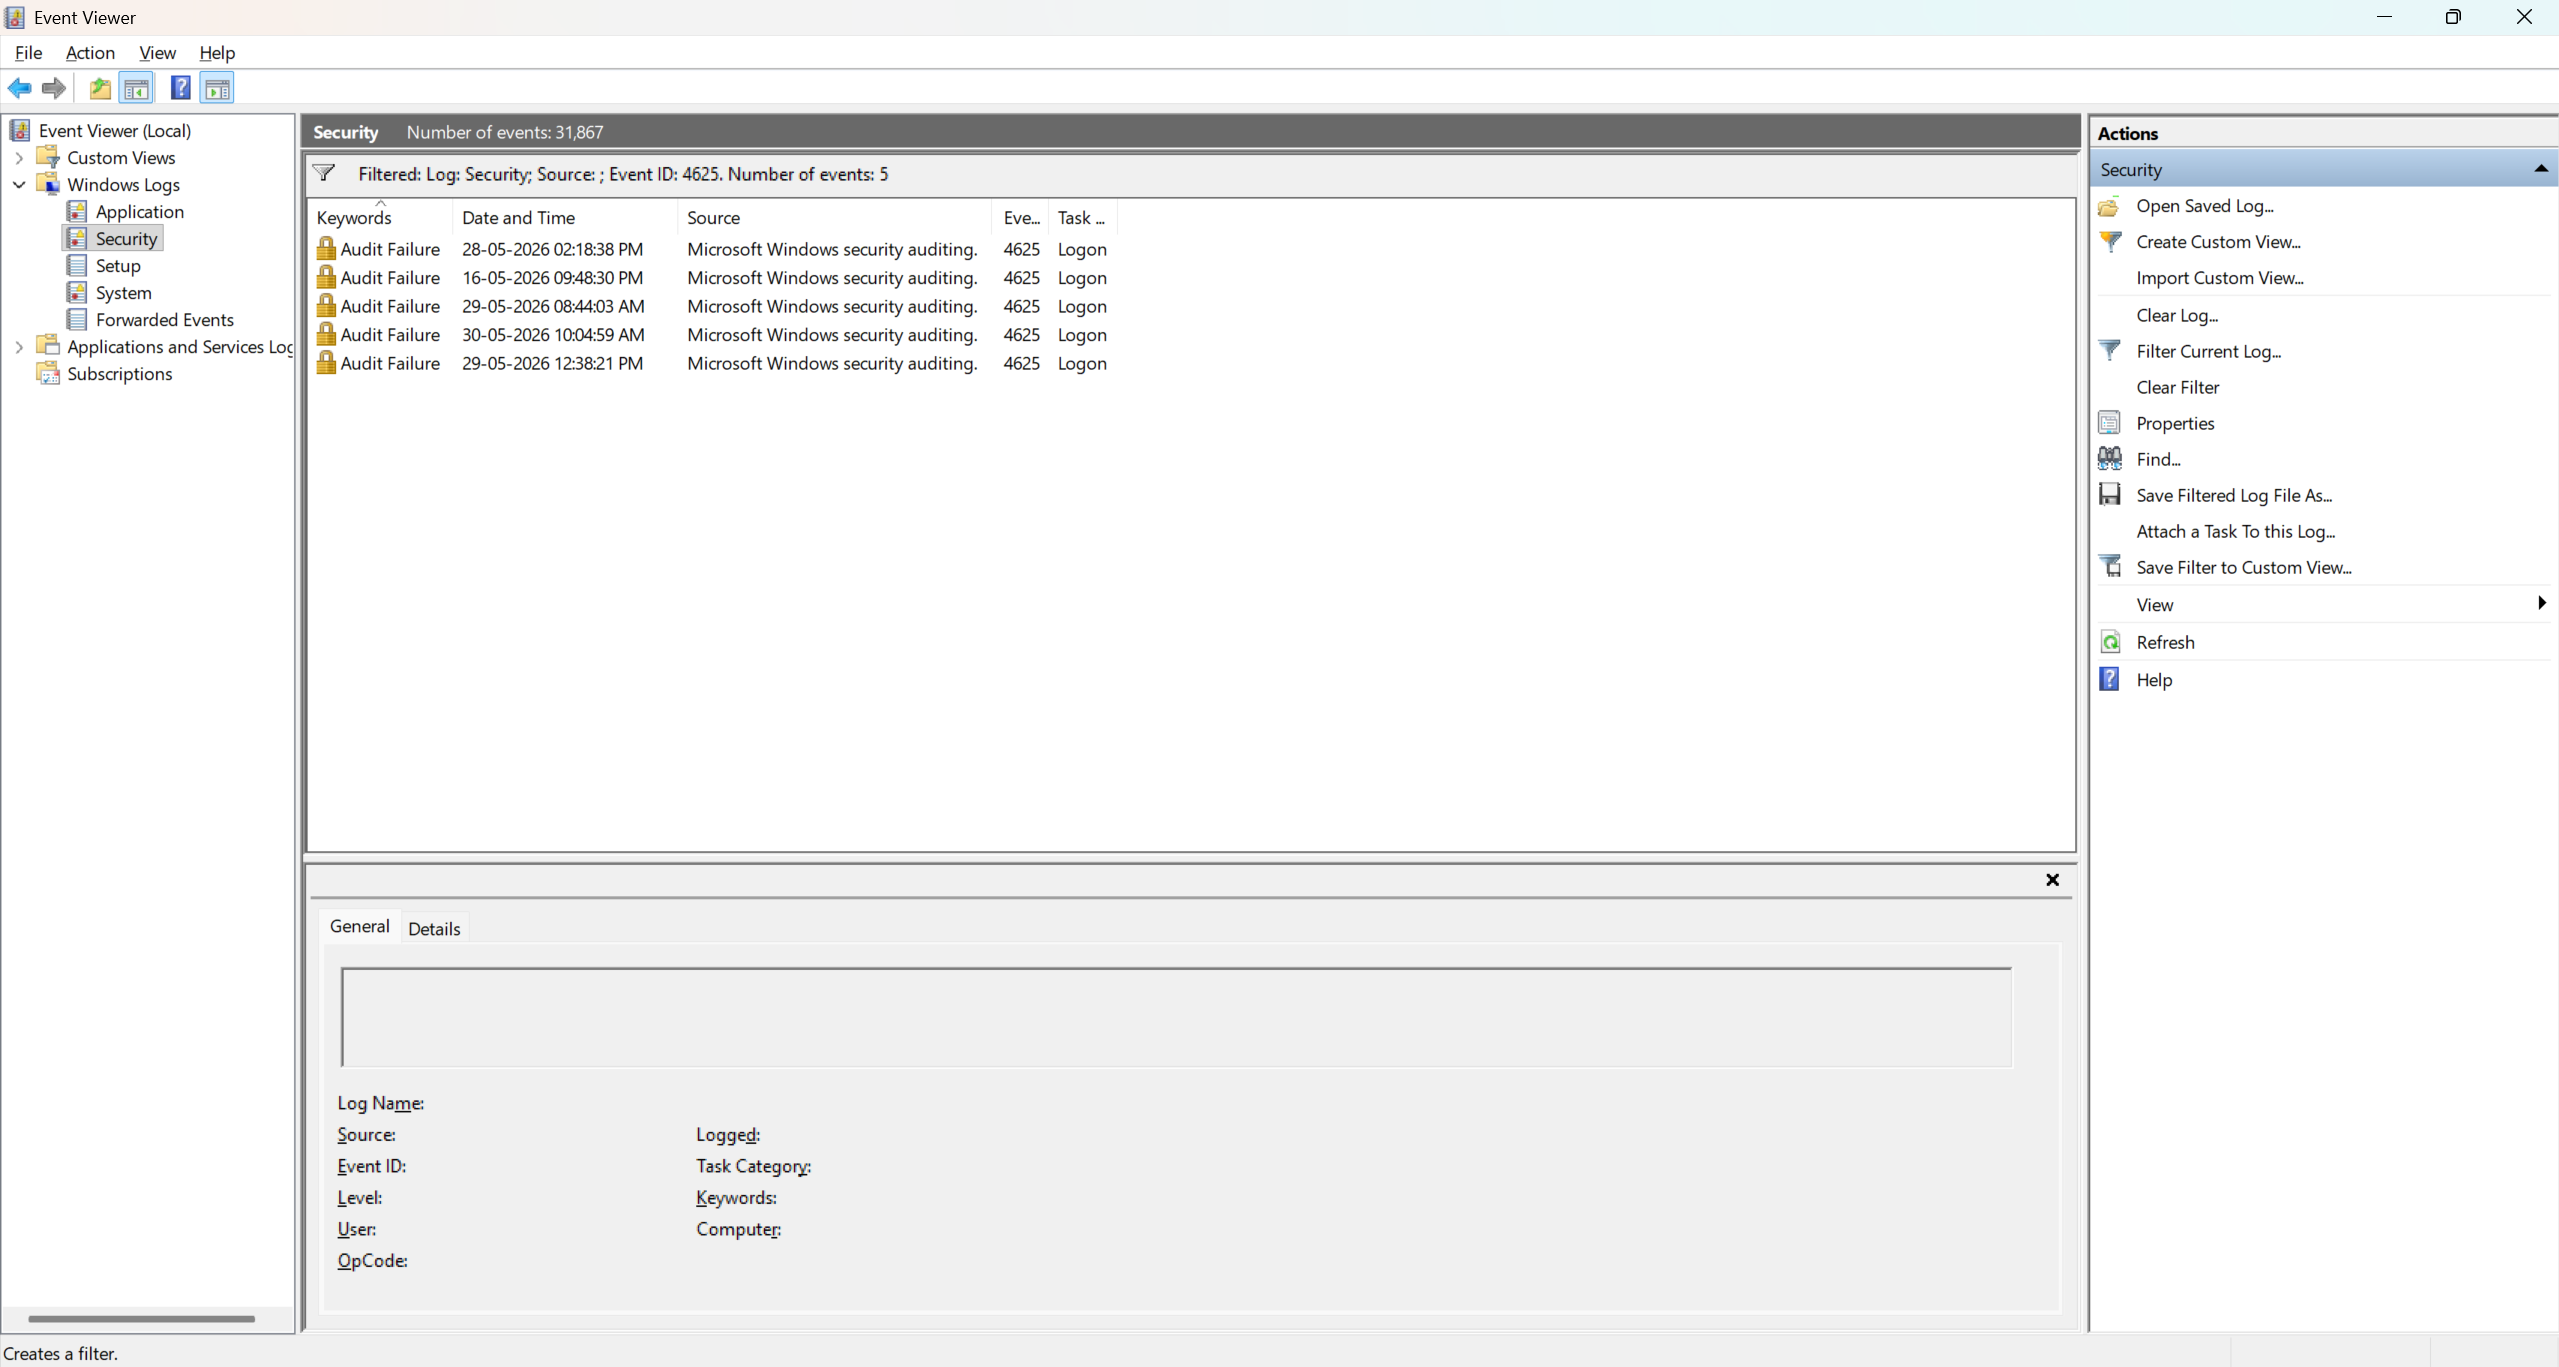 Event Viewer
File Action View Help
Event Viewer (Local)
Custom Views
Windows Logs
Application
Security
Setup
System
Forwarded Events
Applications and Services Log
Subscriptions
Security Number of events: 31,867
Filtered: Log: Security; Source: ; Event ID: 4625. Number of events: 5
Keywords Date and Time Source Eve... Task ...
Audit Failure 28-05-2026 02:18:38 PM Microsoft Windows security auditing. 4625 Logon
Audit Failure 16-05-2026 09:48:30 PM Microsoft Windows security auditing. 4625 Logon
Audit Failure 29-05-2026 08:44:03 AM Microsoft Windows security auditing. 4625 Logon
Audit Failure 30-05-2026 10:04:59 AM Microsoft Windows security auditing. 4625 Logon
Audit Failure 29-05-2026 12:38:21 PM Microsoft Windows security auditing. 4625 Logon
General Details
Log Name:
Source: Logged:
Event ID: Task Category:
Level: Keywords:
User: Computer:
OpCode:
Actions
Security
Open Saved Log...
Create Custom View...
Import Custom View...
Clear Log...
Filter Current Log...
Clear Filter
Properties
Find...
Save Filtered Log File As...
Attach a Task To this Log...
Save Filter to Custom View...
View
Refresh
Help
Creates a filter.